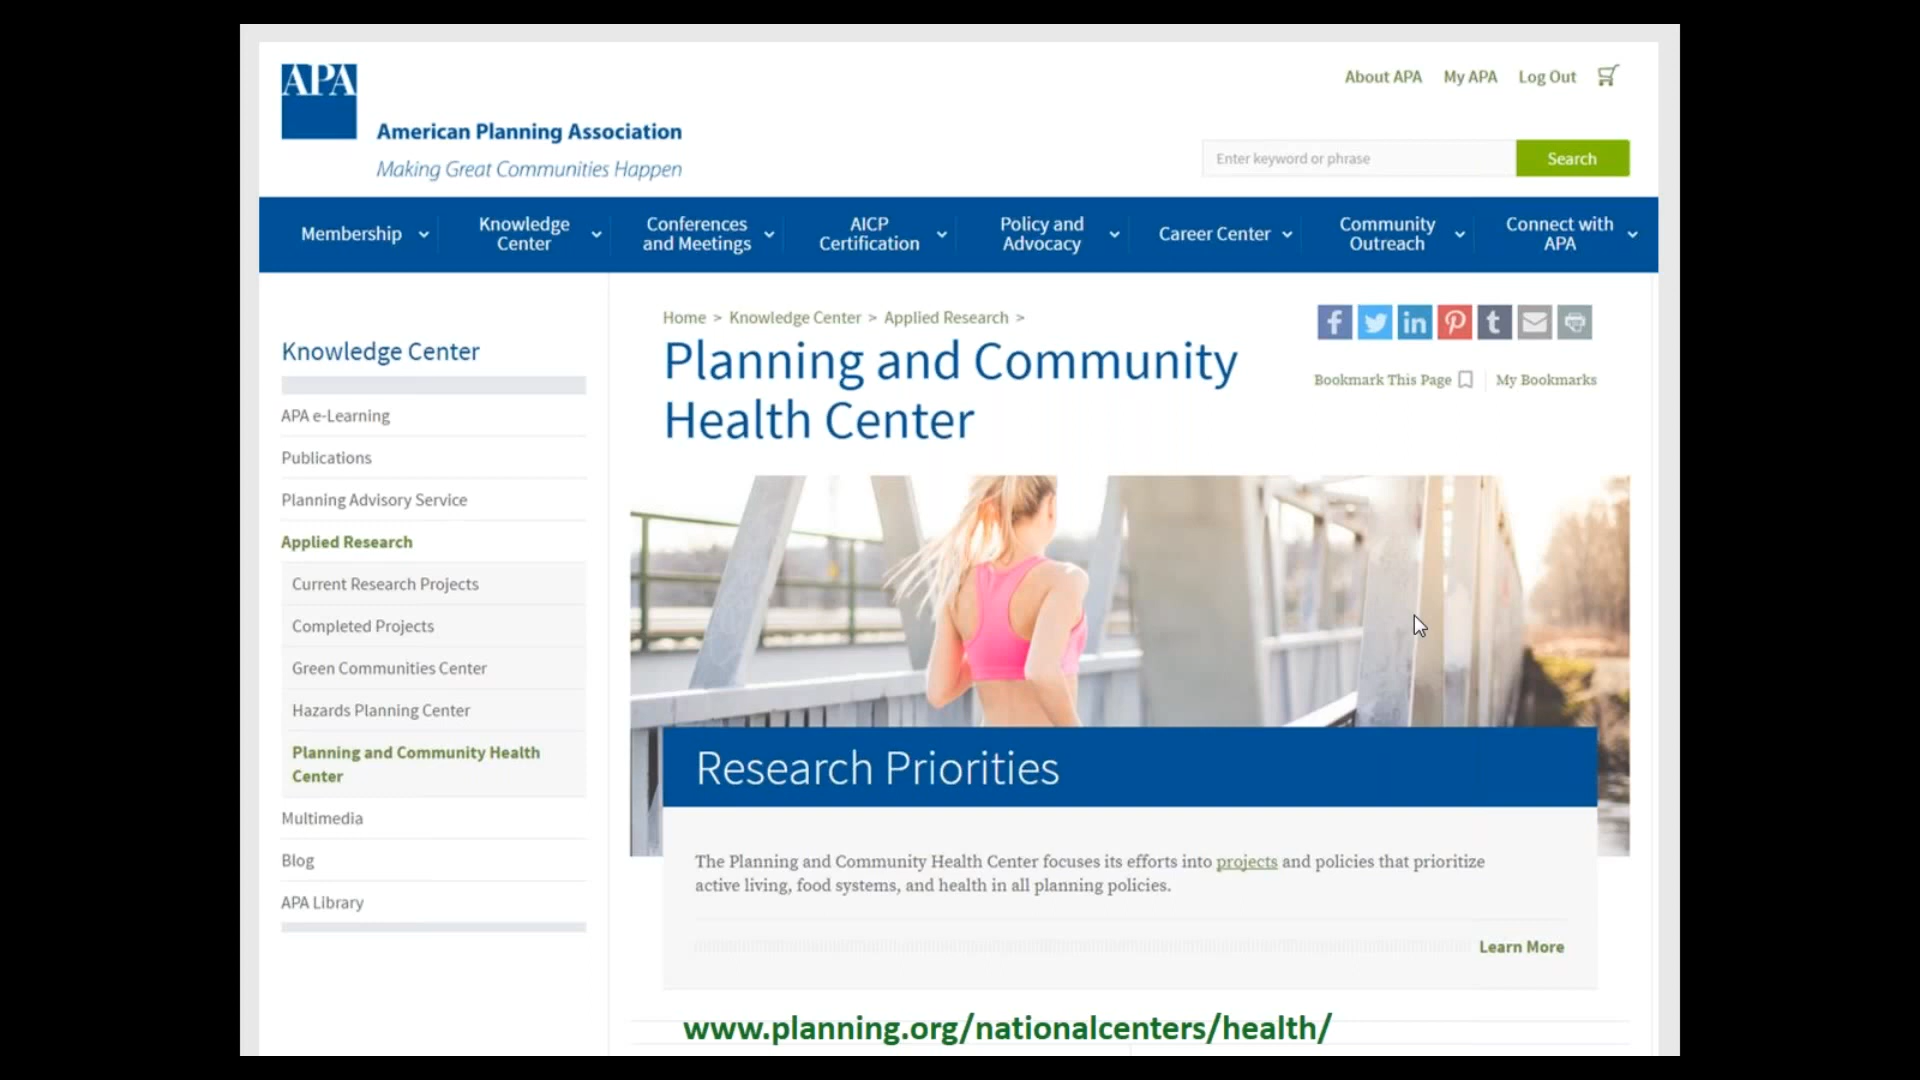 APA
American Planning Association
Making Great Communities Happen
About APA
My APA
Log Out
Enter keyword or phrase
Search
Membership
Knowledge
Center
Conferences
and Meetings
AICP
Certification
Policy and
Advocacy
Career Center
Community
Outreach
Connect with
APA
Knowledge Center
APA e-Learning
Publications
Planning Advisory Service
Applied Research
Current Research Projects
Completed Projects
Green Communities Center
Hazards Planning Center
Planning and Community Health
Center
Multimedia
Blog
APA Library
Home > Knowledge Center > Applied Research >
Planning and Community
Health Center
Bookmark This Page
My Bookmarks
Research Priorities
The Planning and Community Health Center focuses its efforts into projects and policies that prioritize
active living, food systems, and health in all planning policies.
Learn More
www.planning.org/nationalcenters/health/